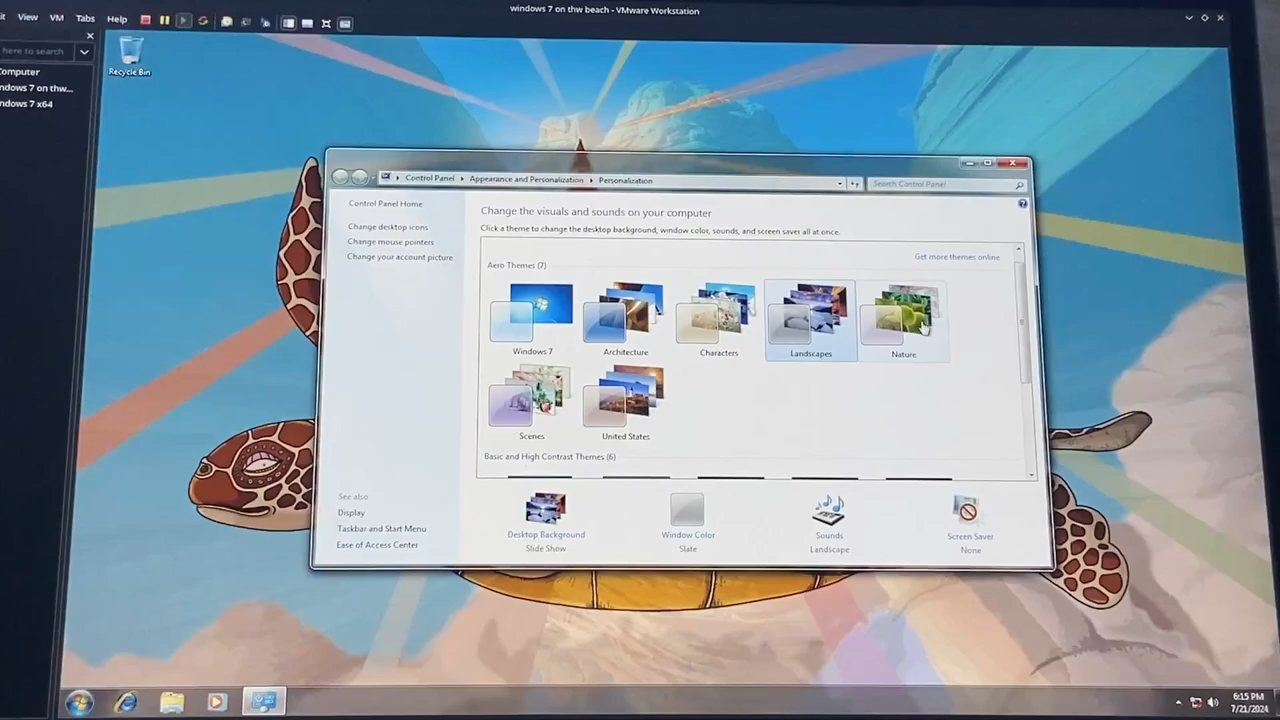 windows 7 on thw beach - VMware Workstation
View VM Tabs Help
here to search
ndows 7 on thw...
ndows 7 x64
Recycle Bin
Control Panel Appearance and Personalization Personalization
Search Control Panel
Control Panel Home
Change desktop icons
Change mouse pointers
Change your account picture
Change the visuals and sounds on your computer
Click a theme to change the desktop background, window color, sounds, and screen saver all at once.
Get more themes online
Aero Themes (7)
Windows 7 Architecture Characters Landscapes Nature
Scenes United States
Basic and High Contrast Themes (6)
See also
Display
Taskbar and Start Menu
Ease of Access Center
Desktop Background Window Color Sounds Screen Saver
Slide Show Slate Landscape None
6:15 PM
7/21/2024